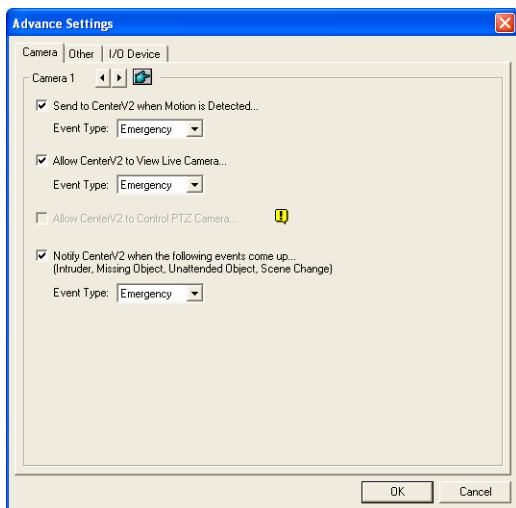 Advance Settings
Camera Other I/O Device
Camera 1
Send to CenterV2 when Motion is Detected...
Event Type: Emergency
Allow CenterV2 to View Live Camera...
Event Type: Emergency
Allow CenterV2 to Control PTZ Camera...
Notify CenterV2 when the following events come up...
(Intruder, Missing Object, Unattended Object, Scene Change)
Event Type: Emergency
OK Cancel